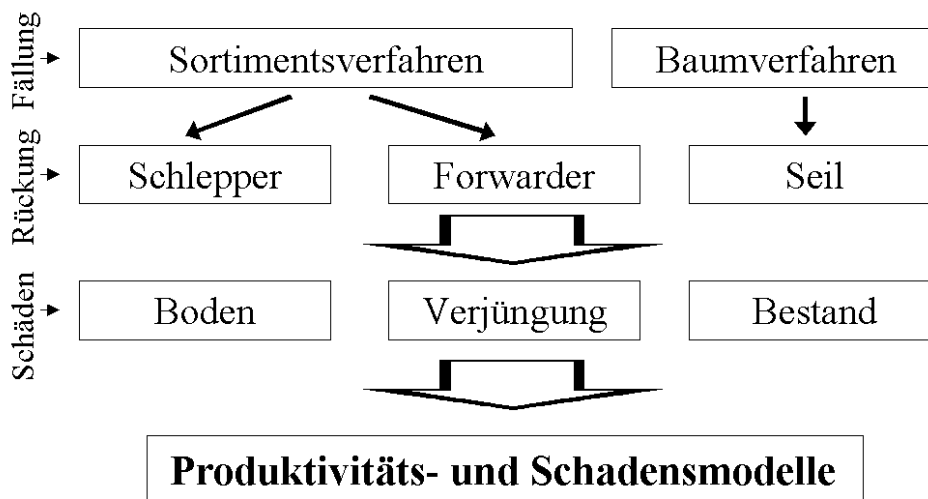 Fällung
Sortimentsverfahren
Baumverfahren
Rückung
Schlepper
Forwarder
Seil
Schäden
Boden
Verjüngung
Bestand
Produktivitäts- und Schadensmodelle